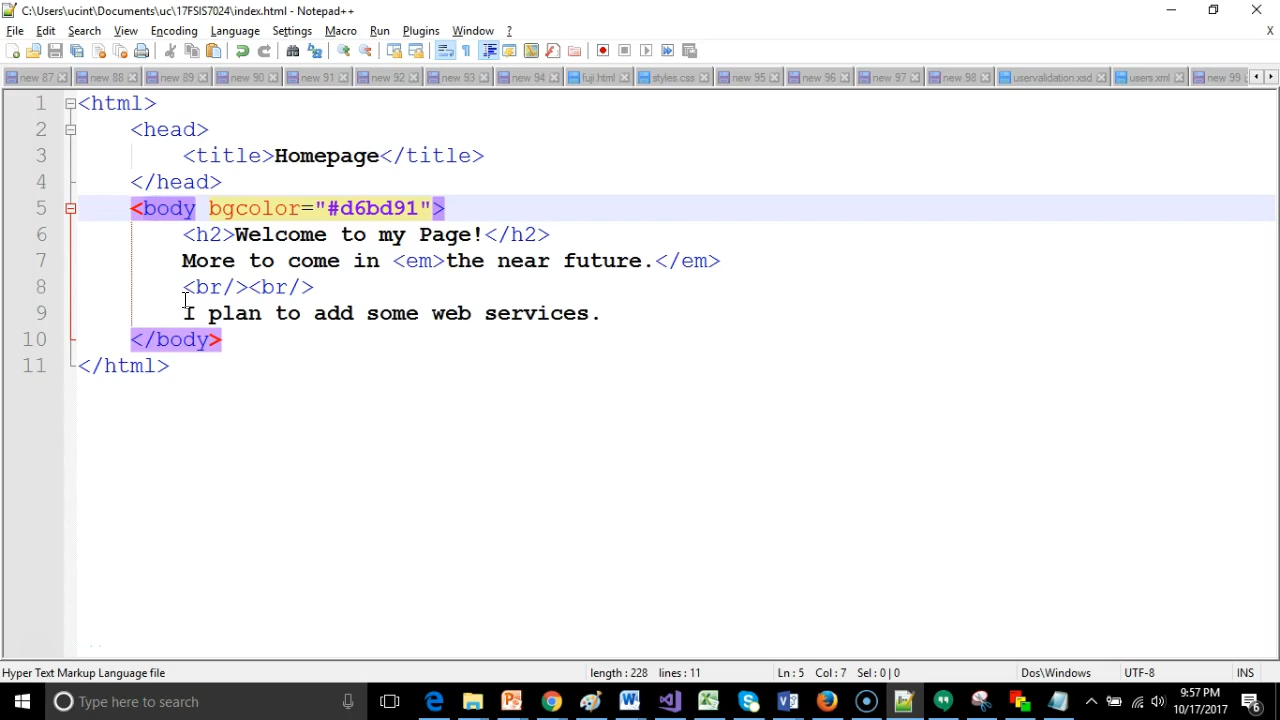 C:\Users\ucint\Documents\uc\17FSIS7024\index.html - Notepad++
File Edit Search View Encoding Language Settings Macro Run Plugins Window ? X
new 87 new 88 new 89 new 90 new 91 new 92 new 93 new 94 fuji.html styles.css new 95 new 96 new 97 new 98 uservalidation.xsd users.xml new 99
1 <html>
2 <head>
3 <title>Homepage</title>
4 </head>
5 <body bgcolor="#d6bd91">
6 <h2>Welcome to my Page!</h2>
7 More to come in <em>the near future.</em>
8 <br/><br/>
9 I plan to add some web services.
10 </body>
11 </html>
Hyper Text Markup Language file length : 228 lines : 11 Ln : 5 Col : 7 Sel : 0 | 0 Dos\Windows UTF-8 INS
Type here to search
9:57 PM
10/17/2017
6